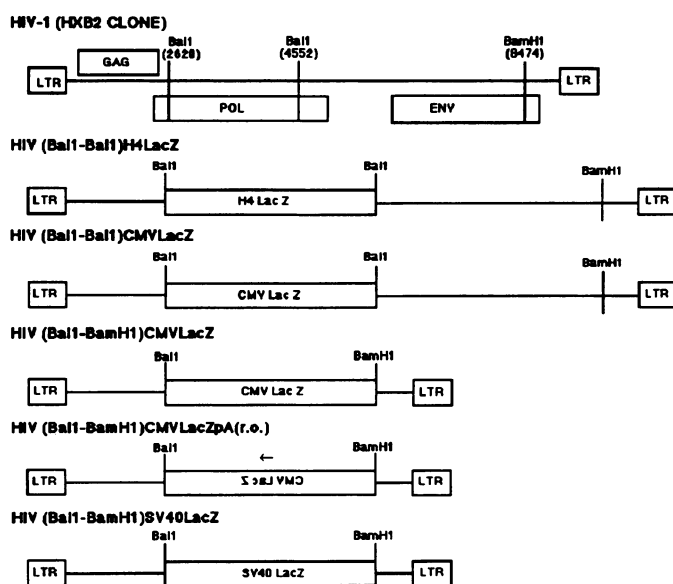 HIV-1 (HXB2 CLONE)
Bal1 Bal1 BamH1
GAG (2620) (4552) (8474)
LTR LTR
POL ENV
HIV (Bal1-Bal1)H4LacZ
Bal1 Bal1 BamH1
LTR H4 Lac Z LTR
HIV (Bal1-Bal1)CMVLacZ
Bal1 Bal1 BamH1
LTR CMV Lac Z LTR
HIV (Bal1-BamH1)CMVLacZ
Bal1 BamH1
LTR CMV Lac Z LTR
HIV (Bal1-BamH1)CMVLacZpA(r.o.)
Bal1 BamH1
←
LTR CMV Lac Z LTR
HIV (Bal1-BamH1)SV40LacZ
Bal1 BamH1
LTR SV40 LacZ LTR